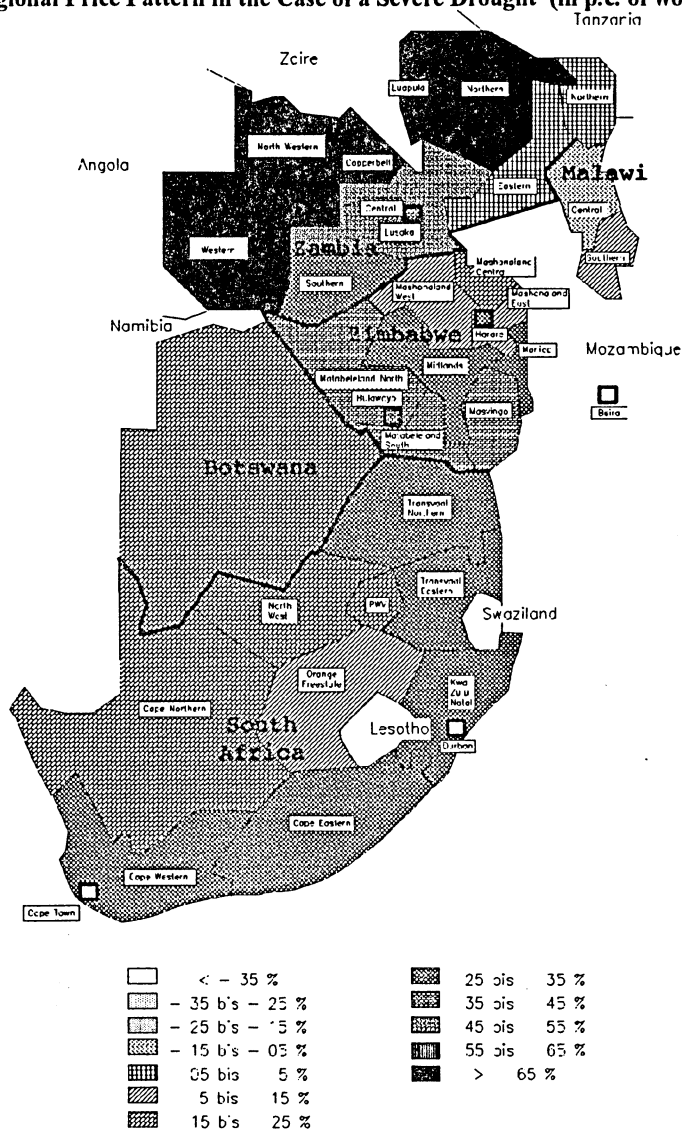 gional Price Pattern in the Case of a Severe Drought (in p.c. of wo
Tanzaria
Zcire
Luapula
Northern
Northern
North Western
Copperbelt
Angola
Eastern
Malawi
Central
Central
Lusaka
Western
Zambia
Southern
Southern
Mashonaland
Central
Mashonaland
West
Mashonaland
East
Namibia
Zimbabwe
Harare
Manica
Mozambique
Midlands
Matabeleland North
Bulawayo
Masvingo
Beira
Matabeleland
South
Botswana
Transvaal
Northern
Transvaal
Eastern
North
West
PWV
Swaziland
Orange
Freestate
Kwa
Zulu
Natal
Cape Northern
South
Africa
Lesotho
Durban
Cape Eastern
Cape Western
Cape Town
< - 35 %
- 35 bis - 25 %
- 25 bis - 15 %
- 15 bis - 05 %
05 bis 5 %
5 bis 15 %
15 bis 25 %
25 bis 35 %
35 bis 45 %
45 bis 55 %
55 bis 65 %
> 65 %